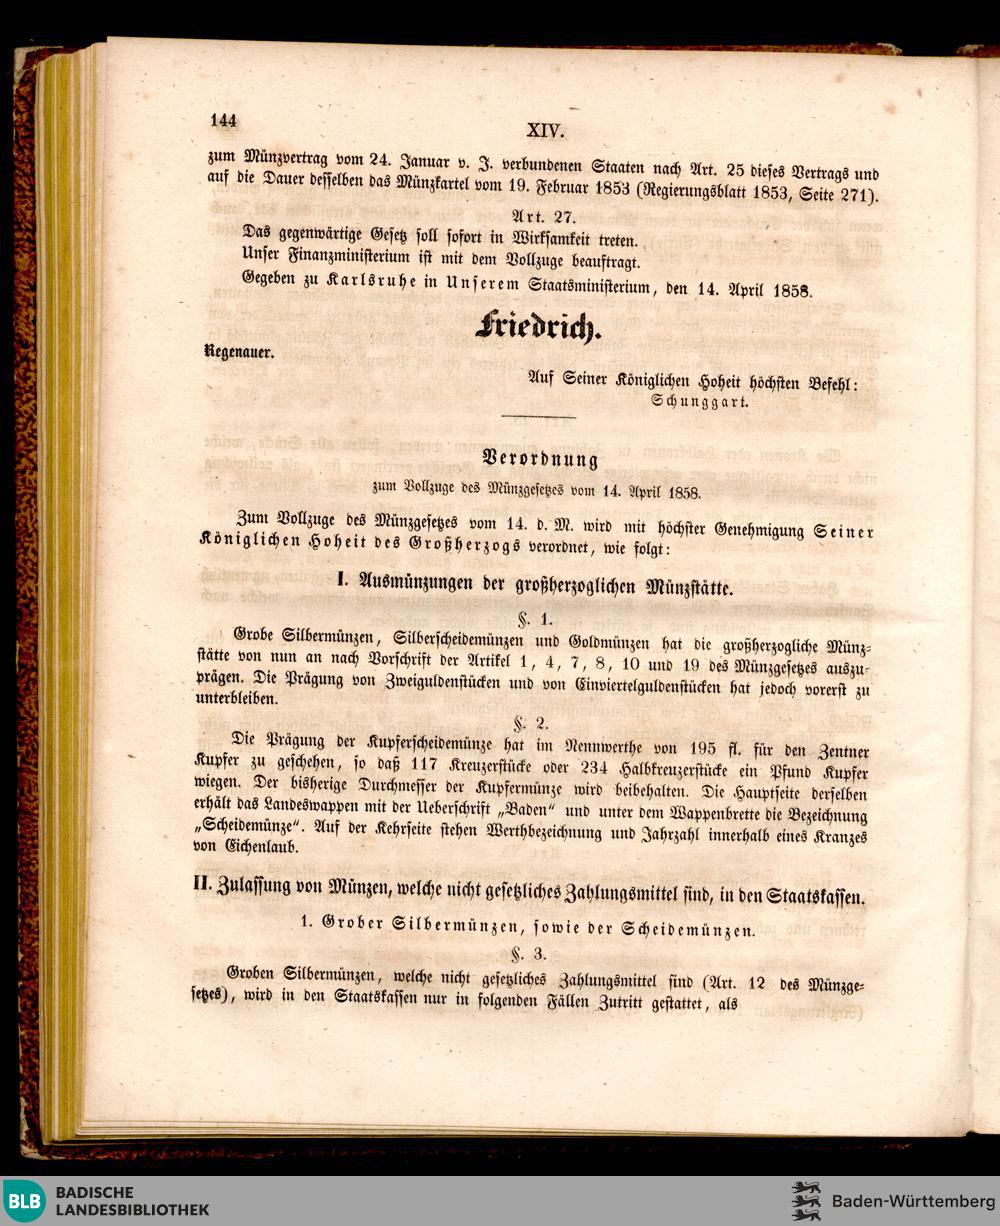 144
XIV.
zum Münzvertrag vom 24. Januar v. J. verbundenen Staaten nach Art. 25 dieses Vertrags und
auf die Dauer desselben das Münzkartel vom 19. Februar 1853 (Regierungsblatt 1853, Seite 271).
Art. 27.
Das gegenwärtige Gesetz soll sofort in Wirksamkeit treten.
Unser Finanzministerium ist mit dem Vollzuge beauftragt.
Gegeben zu Karlsruhe in Unserem Staatsministerium, den 14. April 1858.
Friedrich.
Regenauer.
Auf Seiner Königlichen Hoheit höchsten Befehl:
Schunggart.
Verordnung
zum Vollzuge des Münzgesetzes vom 14. April 1858.
Zum Vollzuge des Münzgesetzes vom 14. d. M. wird mit höchster Genehmigung Seiner
Königlichen Hoheit des Großherzogs verordnet, wie folgt:
I. Ausmünzungen der großherzoglichen Münzstätte.
§. 1.
Grobe Silbermünzen, Silberscheidemünzen und Goldmünzen hat die großherzogliche Münz-
stätte von nun an nach Vorschrift der Artikel 1, 4, 7, 8, 10 und 19 des Münzgesetzes auszu-
prägen. Die Prägung von Zweiguldenstücken und von Einviertelguldenstücken hat jedoch vorerst zu
unterbleiben.
§. 2.
Die Prägung der Kupferscheidemünze hat im Nennwerthe von 195 fl. für den Zentner
Kupfer zu geschehen, so daß 117 Kreuzerstücke oder 234 Halbkreuzerstücke ein Pfund Kupfer
wiegen. Der bisherige Durchmesser der Kupfermünze wird beibehalten. Die Hauptseite derselben
erhält das Landeswappen mit der Ueberschrift „Baden“ und unter dem Wappenbrette die Bezeichnung
„Scheidemünze“. Auf der Kehrseite stehen Werthbezeichnung und Jahrzahl innerhalb eines Kranzes
von Eichenlaub.
II. Zulassung von Münzen, welche nicht gesetzliches Zahlungsmittel sind, in den Staatskassen.
1. Grober Silbermünzen, sowie der Scheidemünzen.
§. 3.
Groben Silbermünzen, welche nicht gesetzliches Zahlungsmittel sind (Art. 12 des Münzge-
setzes), wird in den Staatskassen nur in folgenden Fällen Zutritt gestattet, als
BLB BADISCHE
LANDESBIBLIOTHEK
Baden-Württemberg